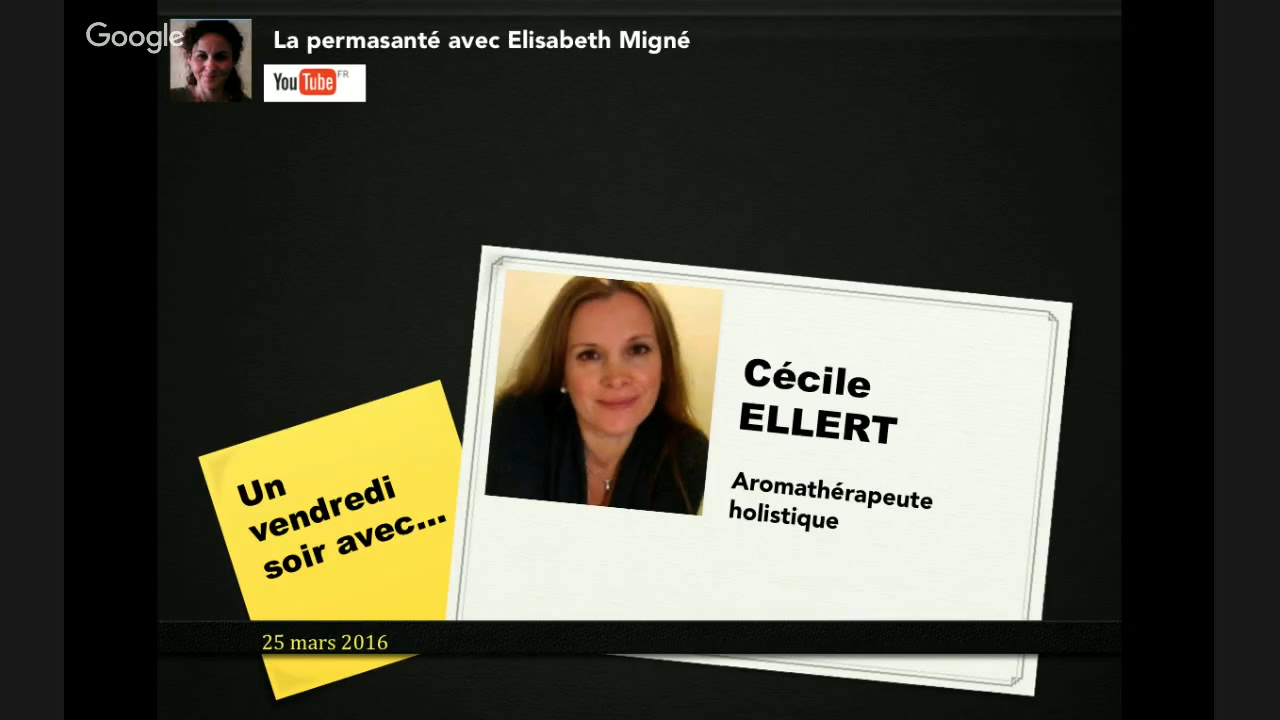 Google
La permasanté avec Elisabeth Migné
YouTube FR
Cécile
ELLERT
Aromathérapeute
holistique
Un
vendredi
soir avec...
25 mars 2016